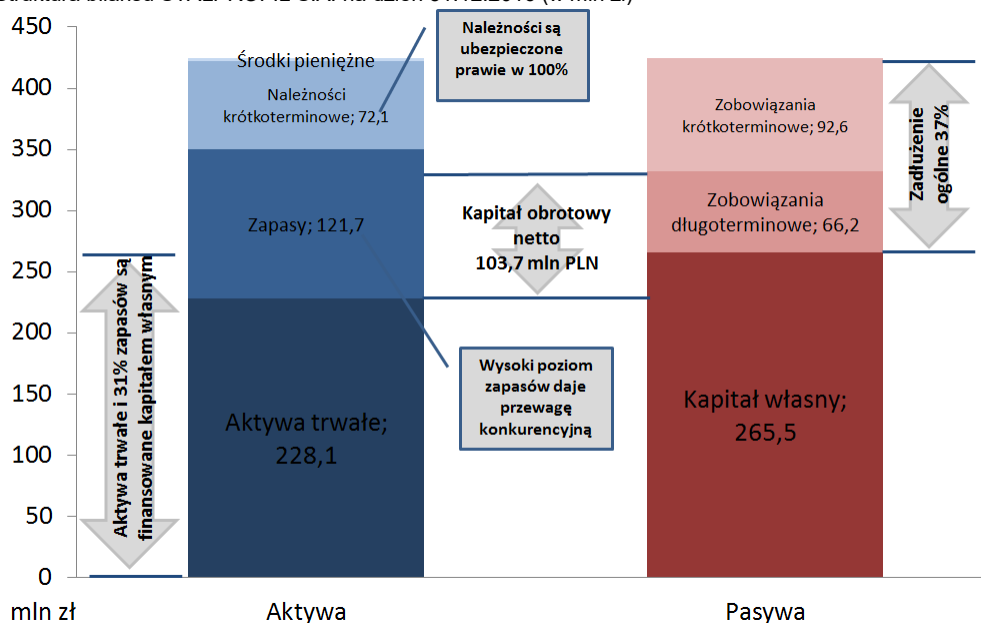 450
400
350
300
250
200
150
100
50
0
mln zł
Środki pieniężne
Należności
krótkoterminowe; 72,1
Zapasy; 121,7
Aktywa trwałe;
228,1
Aktywa
Należności są
ubezpieczone
prawie w 100%
Kapitał obrotowy
netto
103,7 mln PLN
Wysoki poziom
zapasów daje
przewagę
konkurencyjną
Zobowiązania
krótkoterminowe; 92,6
Zobowiązania
długoterminowe; 66,2
Kapitał własny;
265,5
Pasywa
Zadłużenie
ogólne 37%
Aktywa trwałe i 31% zapasów są
finansowane kapitałem własnym